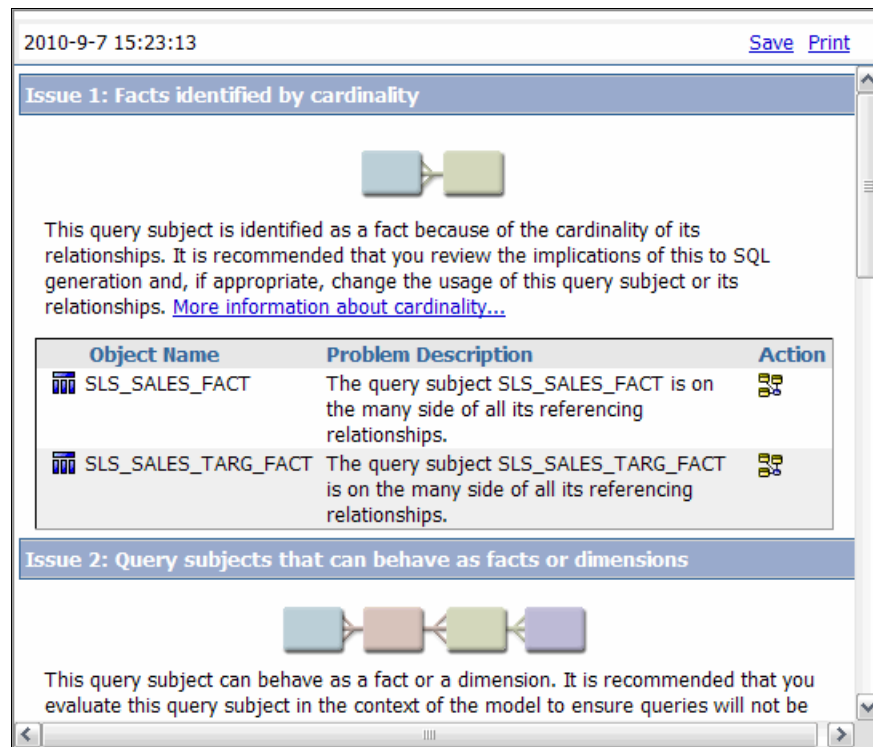 2010-9-7 15:23:13 Save Print
Issue 1: Facts identified by cardinality
This query subject is identified as a fact because of the cardinality of its
relationships. It is recommended that you review the implications of this to SQL
generation and, if appropriate, change the usage of this query subject or its
relationships. More information about cardinality...
Object Name Problem Description Action
SLS_SALES_FACT The query subject SLS_SALES_FACT is on
the many side of all its referencing
relationships.
SLS_SALES_TARG_FACT The query subject SLS_SALES_TARG_FACT
is on the many side of all its referencing
relationships.
Issue 2: Query subjects that can behave as facts or dimensions
This query subject can behave as a fact or a dimension. It is recommended that you
evaluate this query subject in the context of the model to ensure queries will not be